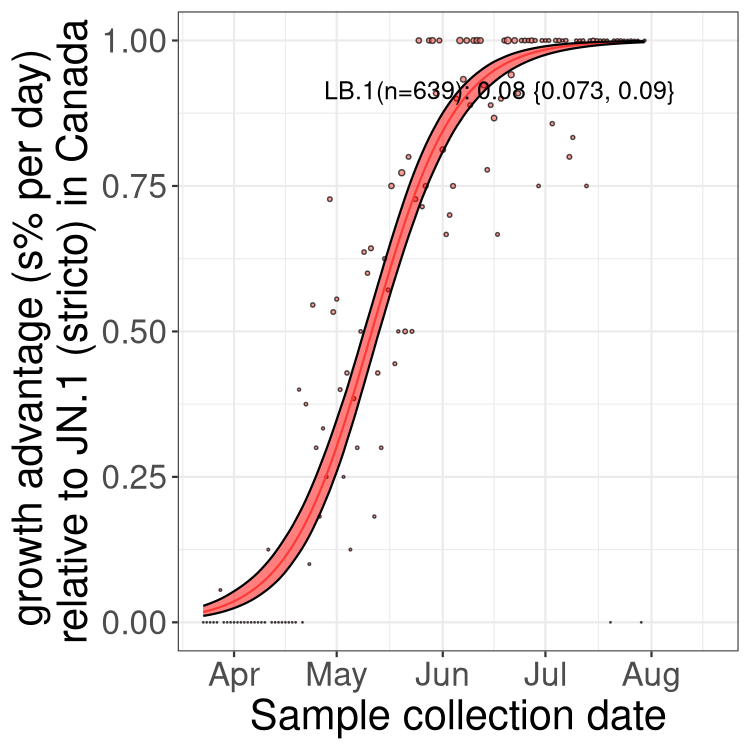 growth advantage (s% per day)
relative to JN.1 (stricto) in Canada
1.00
0.75
0.50
0.25
0.00
LB.1(n=639): 0.08 {0.073, 0.09}
Apr May Jun Jul Aug
Sample collection date